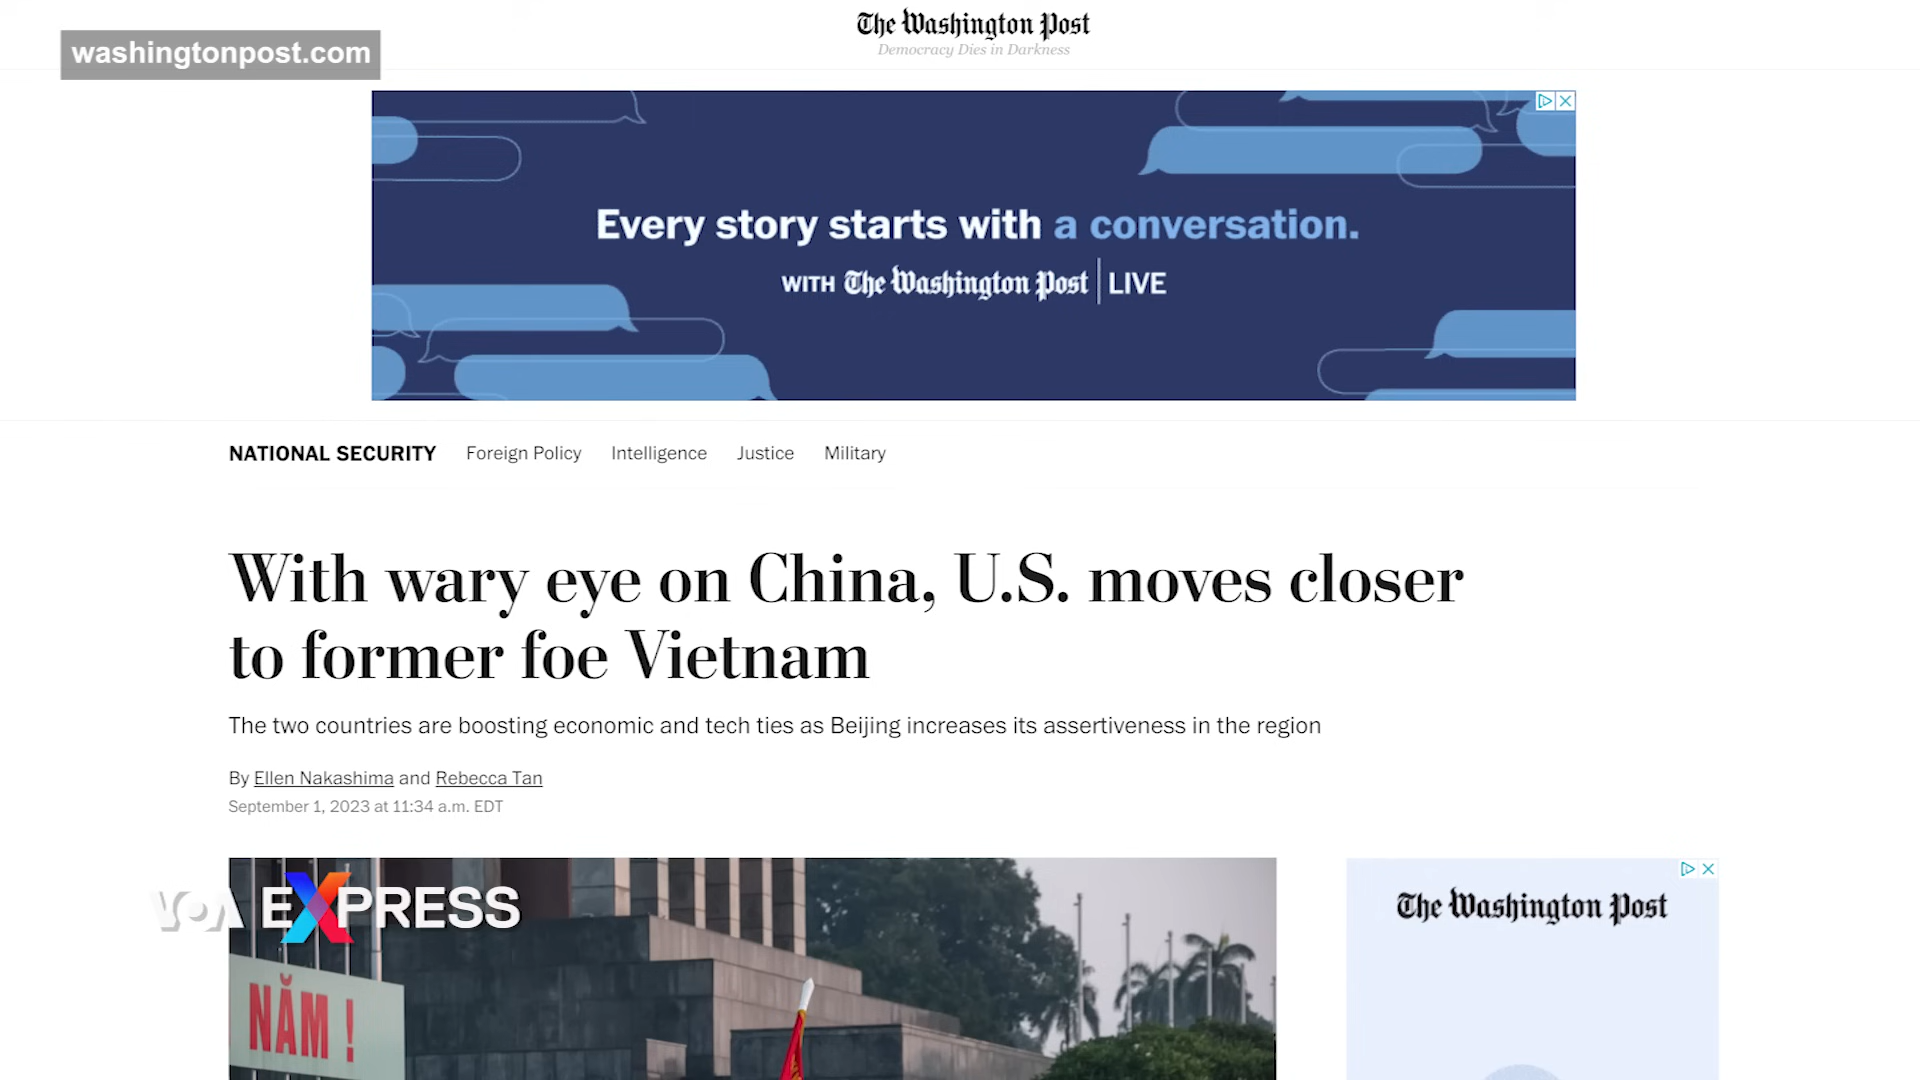 The Washington Post
Democracy Dies in Darkness
washingtonpost.com
Every story starts with a conversation.
WITH The Washington Post LIVE
NATIONAL SECURITY Foreign Policy Intelligence Justice Military
With wary eye on China, U.S. moves closer
to former foe Vietnam
The two countries are boosting economic and tech ties as Beijing increases its assertiveness in the region
By Ellen Nakashima and Rebecca Tan
September 1, 2023 at 11:34 a.m. EDT
VOA EXPRESS
The Washington Post
NĂM !